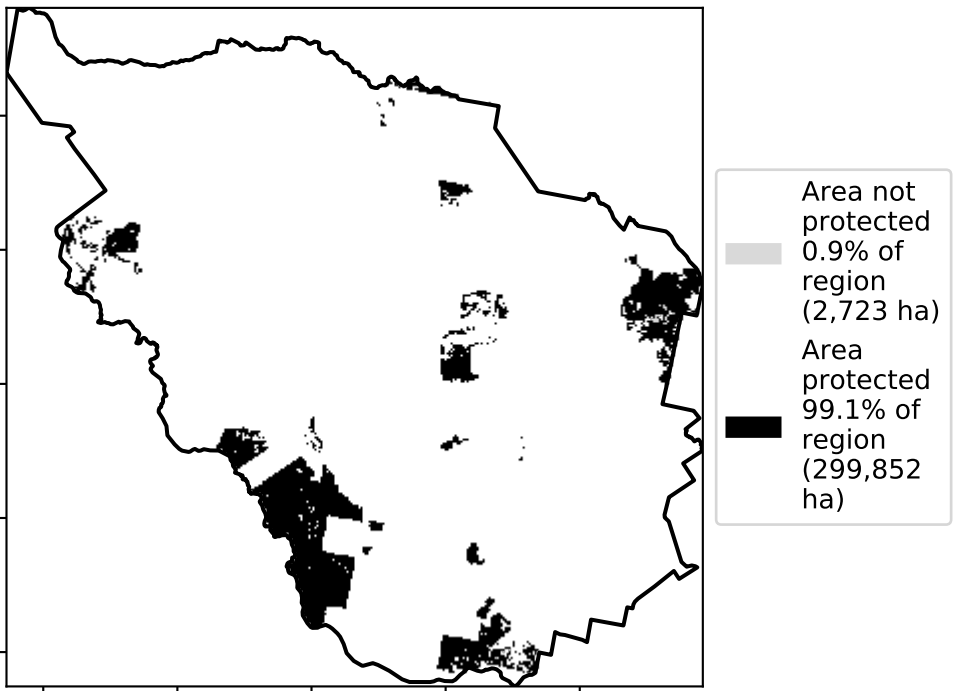 Area not
protected
0.9% of
region
(2,723 ha)
Area
protected
99.1% of
region
(299,852
ha)